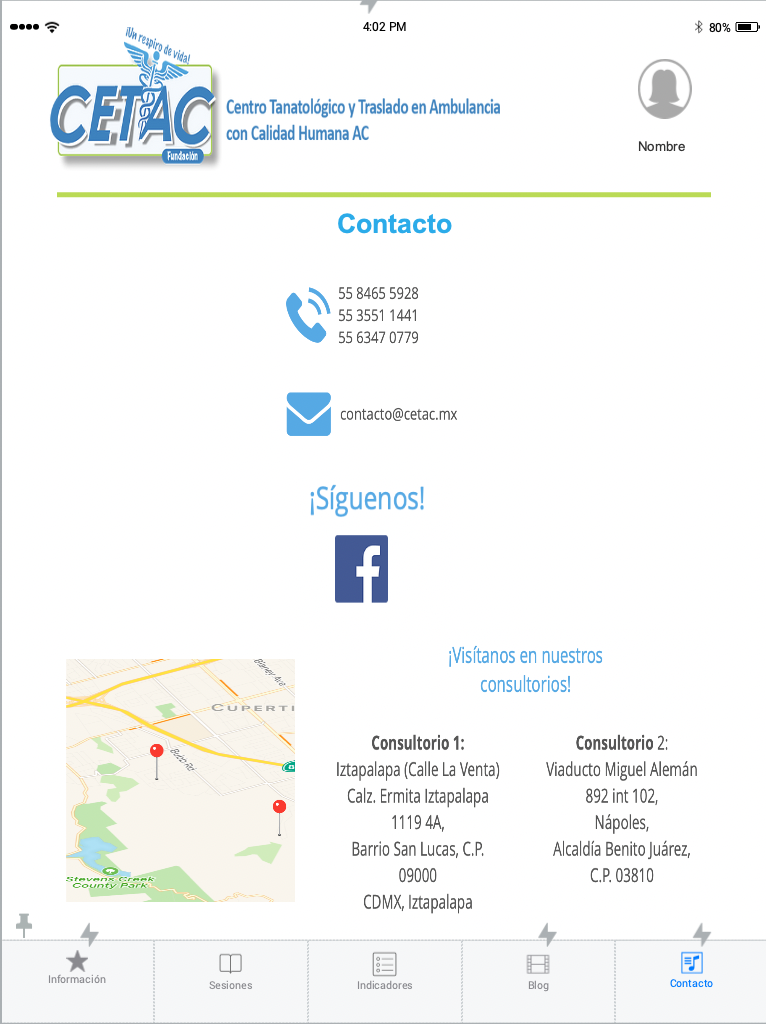 4:02 PM
80%
¡Un respiro de vida!
CETAC
Fundación
Centro Tanatológico y Traslado en Ambulancia
con Calidad Humana AC
Nombre
Contacto
55 8465 5928
55 3551 1441
55 6347 0779
contacto@cetac.mx
¡Síguenos!
f
¡Visítanos en nuestros
consultorios!
CUPERTI
Stevens Creek
County Park
Consultorio 1:
Iztapalapa (Calle La Venta)
Calz. Ermita Iztapalapa
1119 4A,
Barrio San Lucas, C.P.
09000
CDMX, Iztapalapa
Consultorio 2:
Viaducto Miguel Alemán
892 int 102,
Nápoles,
Alcaldía Benito Juárez,
C.P. 03810
Información
Sesiones
Indicadores
Blog
Contacto